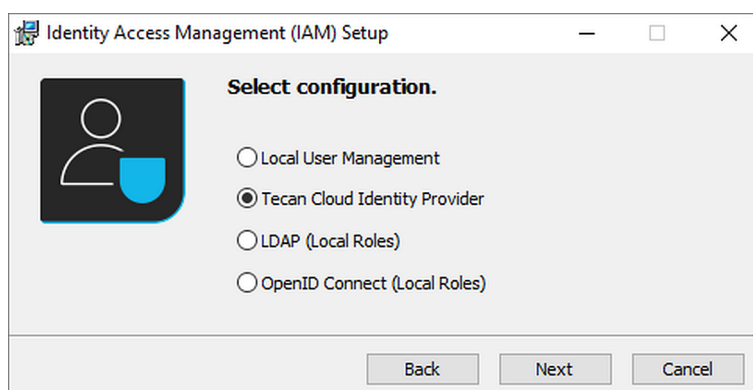 Identity Access Management (IAM) Setup
Select configuration.
Local User Management
Tecan Cloud Identity Provider
LDAP (Local Roles)
OpenID Connect (Local Roles)
Back Next Cancel